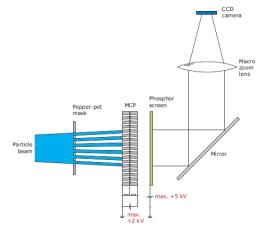 CCD
camera
Macro
zoom
lens
Phosphor
screen
MCP
Pepper-pot
mask
Particle
beam
Mirror
max. +5 kV
max.
+2 kV